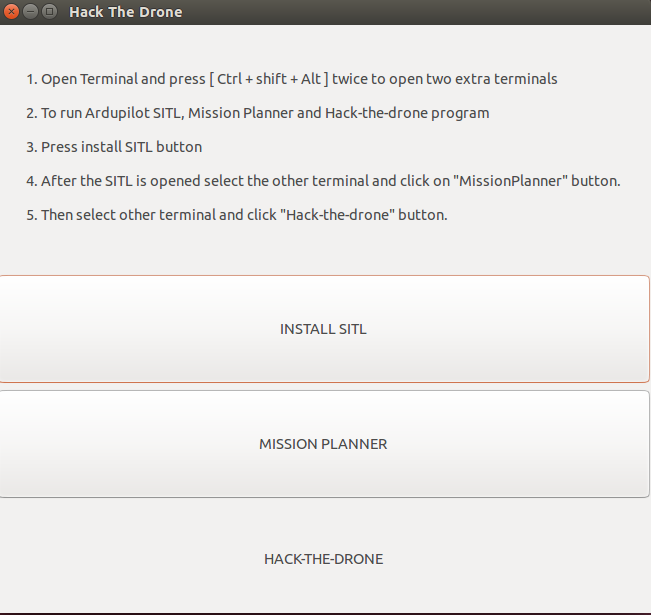 Hack The Drone
1. Open Terminal and press [ Ctrl + shift + Alt ] twice to open two extra terminals
2. To run Ardupilot SITL, Mission Planner and Hack-the-drone program
3. Press install SITL button
4. After the SITL is opened select the other terminal and click on "MissionPlanner" button.
5. Then select other terminal and click "Hack-the-drone" button.
INSTALL SITL
MISSION PLANNER
HACK-THE-DRONE